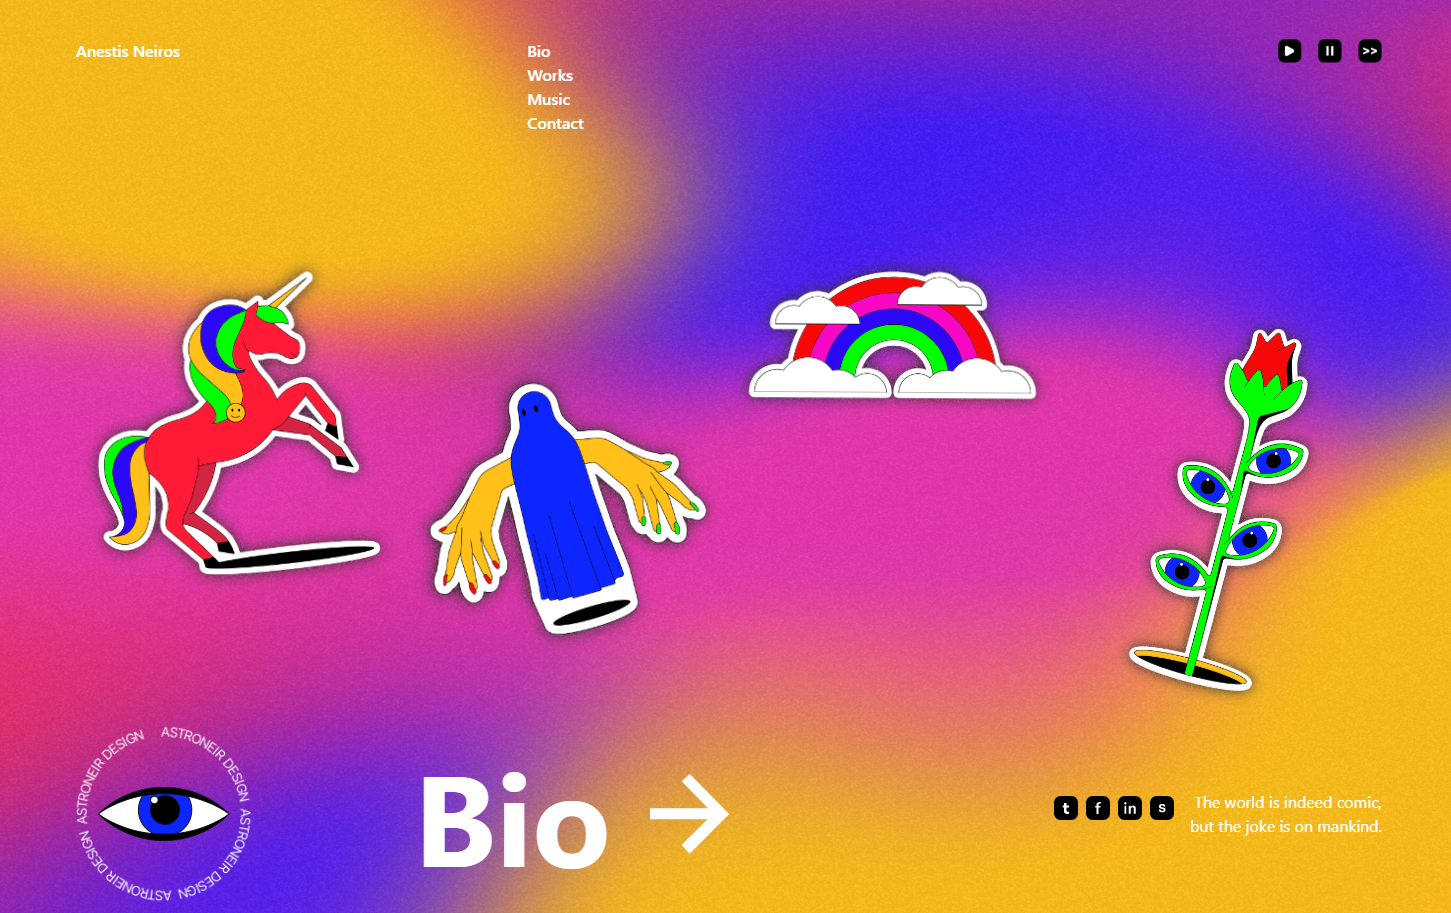 Anestis Neiros
Bio
Works
Music
Contact
>>
ASTRONEIR DESIGN ASTRONEIR DESIGN ASTRONEIR DESIGN ASTRONEIR DESIGN
Bio →
t f in s
The world is indeed comic,
but the joke is on mankind.